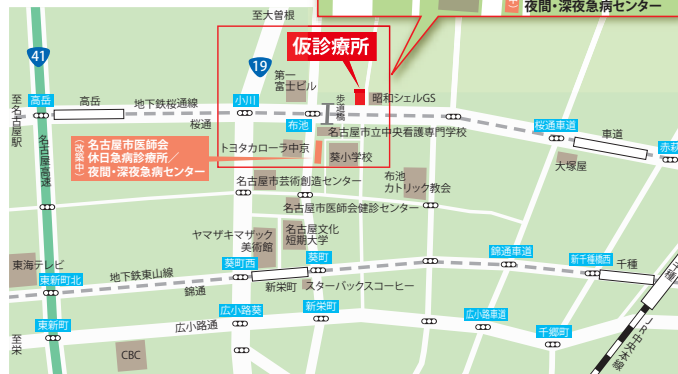 夜間・深夜急病センター
至大曽根
仮診療所
41
19
第一
富士ビル
歩道橋
昭和シェルGS
至名古屋駅
高岳
高岳
地下鉄桜通線
小川
桜通
布池
名古屋市立中央看護専門学校
桜通車道
車道
赤萩
名古屋高速
(改築中)
名古屋市医師会
休日急病診療所/
夜間・深夜急病センター
トヨタカローラ中京
葵小学校
大塚屋
名古屋市芸術創造センター
布池
カトリック教会
名古屋市医師会健診センター
ヤマザキマザック
美術館
名古屋文化
短期大学
東海テレビ
東新町北
地下鉄東山線
葵町西
葵町
錦通車道
新千種橋西
千種
千種
錦通
新栄町
スターバックスコーヒー
広小路葵
新栄町
東新町
広小路通
広小路車道
千郷町
至栄
CBC
JR中央本線